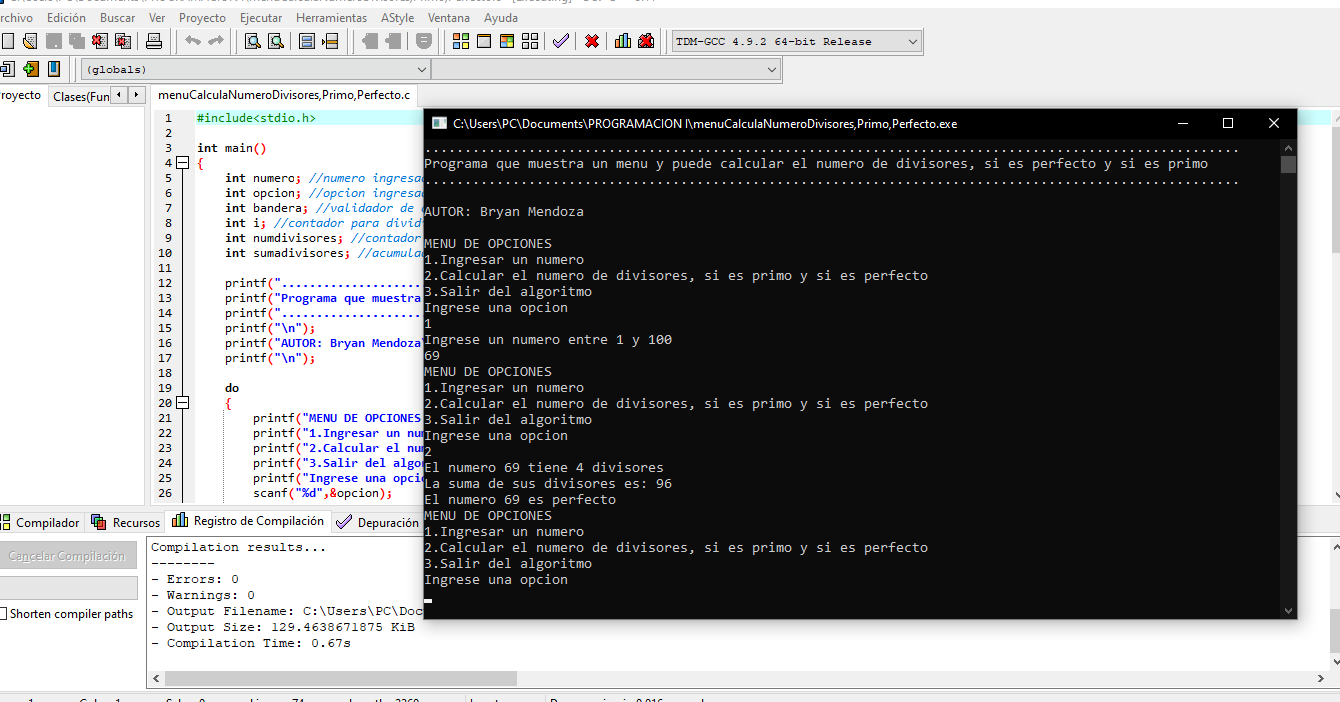 Edición Buscar Ver Proyecto Ejecutar Herramientas AStyle Ventana Ayuda
TDM-GCC 4.9.2 64-bit Release
(globals)
Clases(Fun
menuCalculaNumeroDivisores,Primo,Perfecto.c
1 #include<stdio.h>
2
3 int main()
4 {
5 int numero; //numero ingresa
6 int opcion; //opcion ingresa
7 int bandera; //validador de
8 int i; //contador para divid
9 int numdivisores; //contador
10 int sumadivisores; //acumula
11
12 printf(".....................
13 printf("Programa que muestra
14 printf(".....................
15 printf("\n");
16 printf("AUTOR: Bryan Mendoza
17 printf("\n");
18
19 do
20 {
21 printf("MENU DE OPCIONES
22 printf("1.Ingresar un nu
23 printf("2.Calcular el nu
24 printf("3.Salir del algo
25 printf("Ingrese una opci
26 scanf("%d",&opcion);
C:\Users\PC\Documents\PROGRAMACION I\menuCalculaNumeroDivisores,Primo,Perfecto.exe
......................................................................................................
Programa que muestra un menu y puede calcular el numero de divisores, si es perfecto y si es primo
......................................................................................................
AUTOR: Bryan Mendoza
MENU DE OPCIONES
1.Ingresar un numero
2.Calcular el numero de divisores, si es primo y si es perfecto
3.Salir del algoritmo
Ingrese una opcion
1
Ingrese un numero entre 1 y 100
69
MENU DE OPCIONES
1.Ingresar un numero
2.Calcular el numero de divisores, si es primo y si es perfecto
3.Salir del algoritmo
Ingrese una opcion
2
El numero 69 tiene 4 divisores
La suma de sus divisores es: 96
El numero 69 es perfecto
MENU DE OPCIONES
1.Ingresar un numero
2.Calcular el numero de divisores, si es primo y si es perfecto
3.Salir del algoritmo
Ingrese una opcion
Compilador Recursos Registro de Compilación Depuración
Cancelar Compilación
Shorten compiler paths
Compilation results...
--------
- Errors: 0
- Warnings: 0
- Output Filename: C:\Users\PC\Doc
- Output Size: 129.4638671875 KiB
- Compilation Time: 0.67s